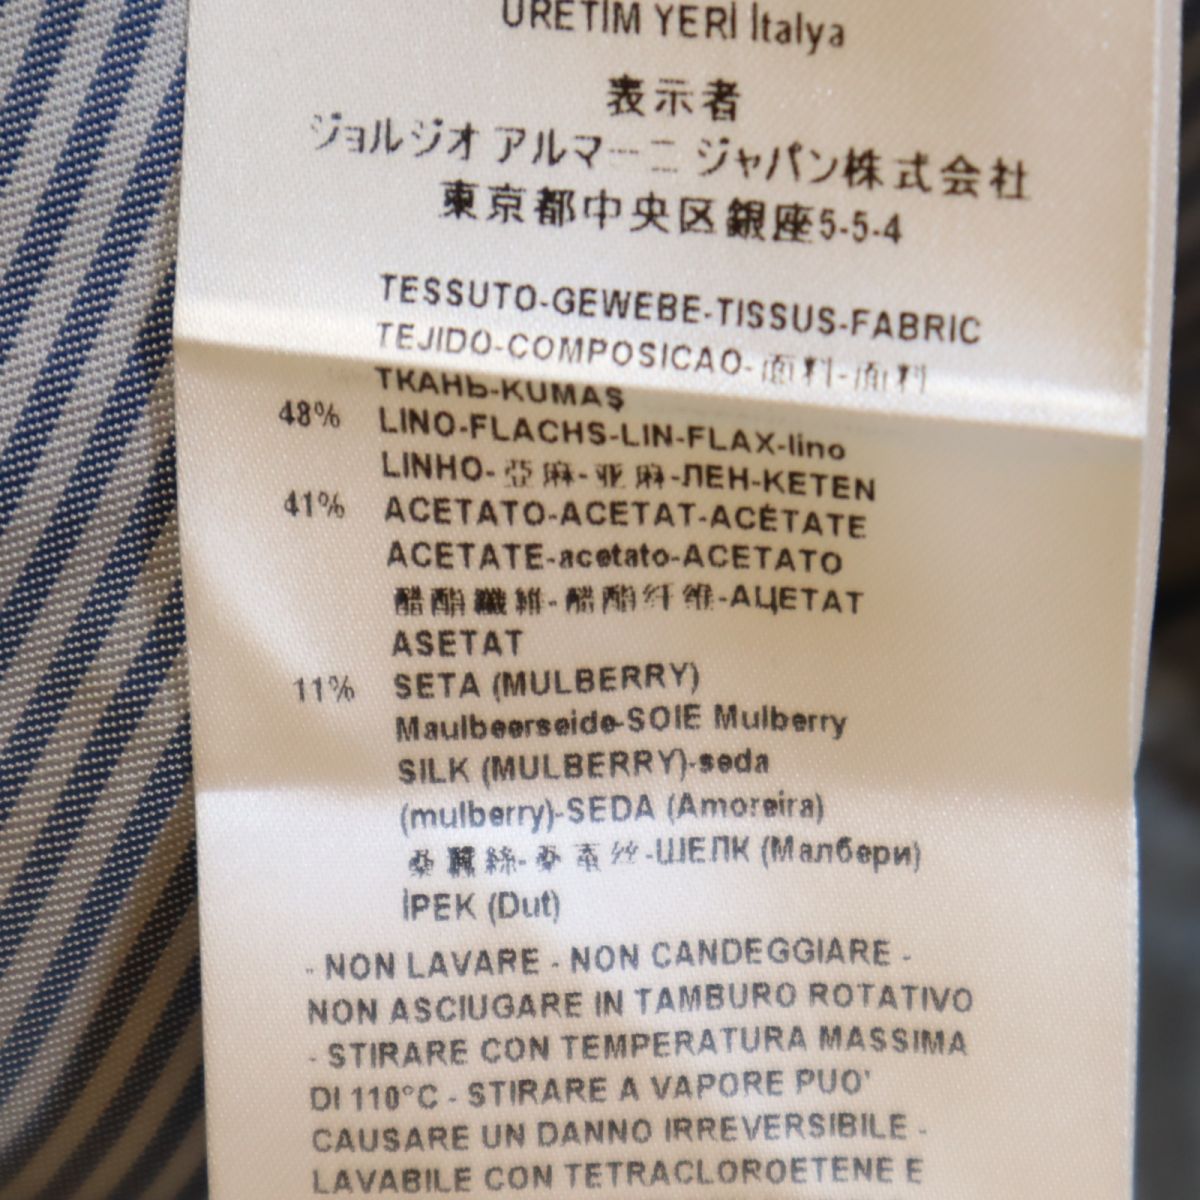 ÜRETİM YERİ İtalya
表示者
ジョルジオ アルマーニ ジャパン株式会社
東京都中央区銀座5-5-4
TESSUTO-GEWEBE-TISSUS-FABRIC
TEJIDO-COMPOSICAO-面料-面料
ТКАНЬ-KUMAŞ
48% LINO-FLACHS-LIN-FLAX-lino
LINHO-亞麻-亚麻-ЛЕН-KETEN
41% ACETATO-ACETAT-ACÉTATE
ACETATE-acetato-ACETATO
醋酯纖維-醋酯纤维-АЦЕТАТ
ASETAT
11% SETA (MULBERRY)
Maulbeerseide-SOIE Mulberry
SILK (MULBERRY)-seda
(mulberry)-SEDA (Amoreira)
桑蠶絲-桑蚕丝-ШЕЛК (Малбери)
İPEK (Dut)
- NON LAVARE - NON CANDEGGIARE -
NON ASCIUGARE IN TAMBURO ROTATIVO
- STIRARE CON TEMPERATURA MASSIMA
DI 110°C - STIRARE A VAPORE PUO'
CAUSARE UN DANNO IRREVERSIBILE -
LAVABILE CON TETRACLOROETENE E